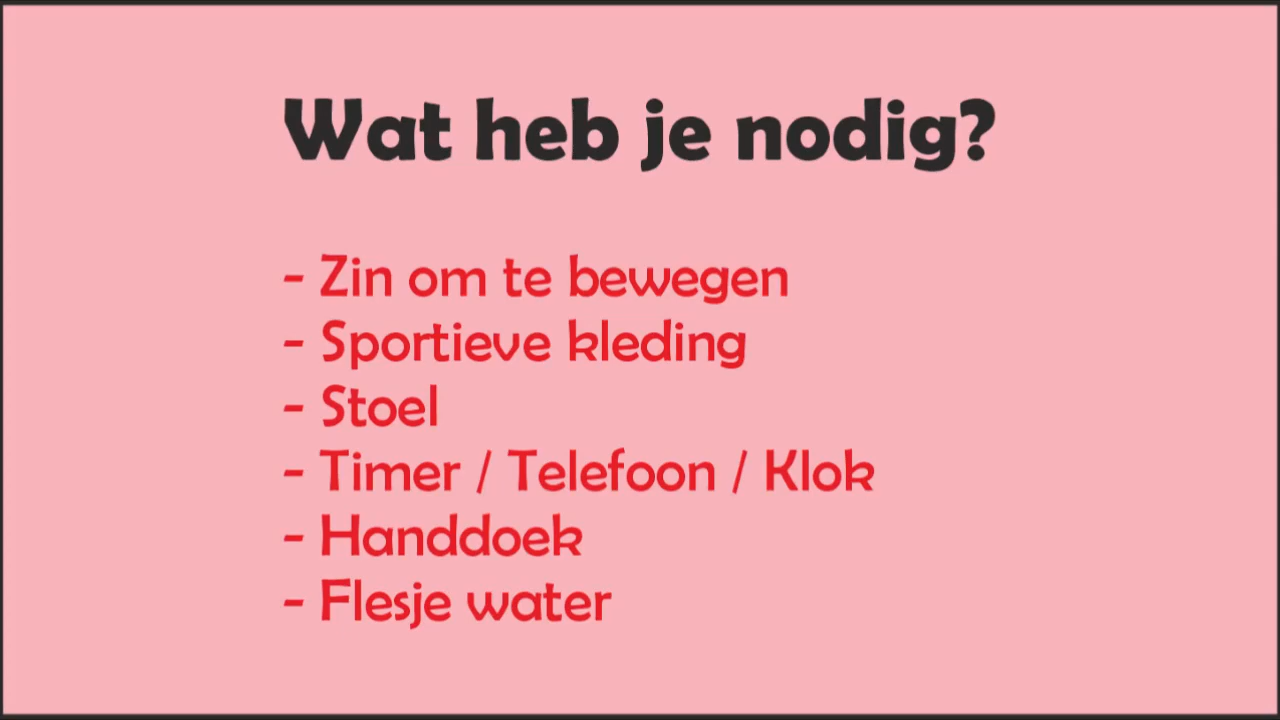 Wat heb je nodig?
- Zin om te bewegen
- Sportieve kleding
- Stoel
- Timer / Telefoon / Klok
- Handdoek
- Flesje water